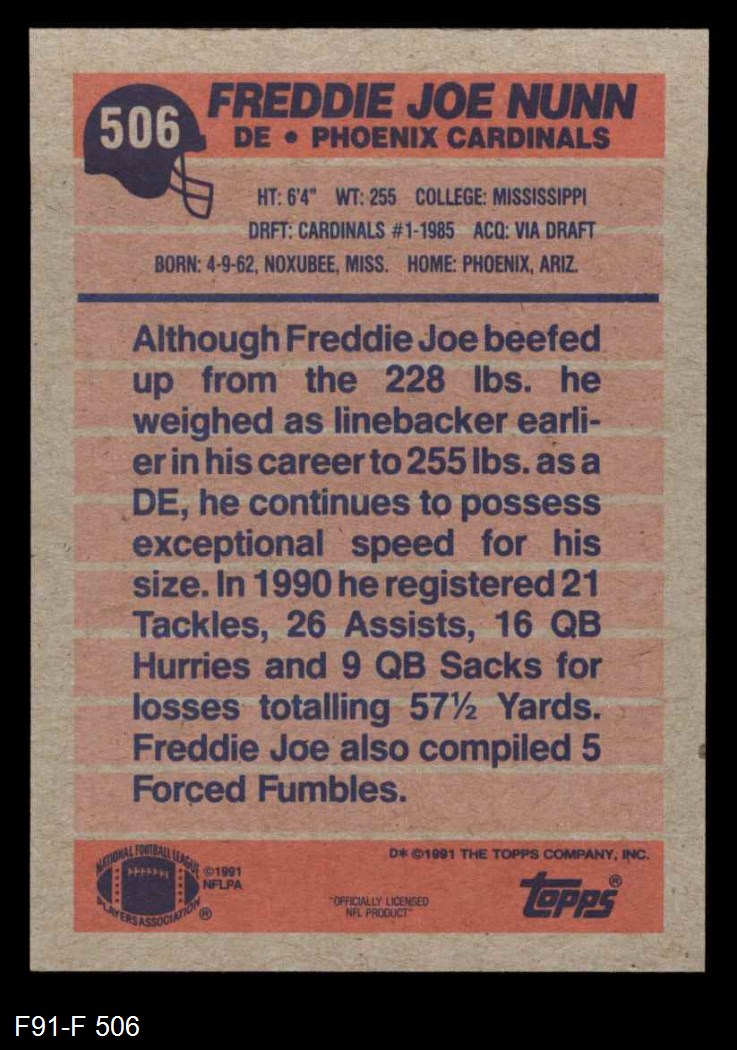 506
FREDDIE JOE NUNN
DE • PHOENIX CARDINALS
HT: 6'4" WT: 255 COLLEGE: MISSISSIPPI
DRFT: CARDINALS #1-1985 ACQ: VIA DRAFT
BORN: 4-9-62, NOXUBEE, MISS. HOME: PHOENIX, ARIZ.
Although Freddie Joe beefed
up from the 228 lbs. he
weighed as linebacker earli-
er in his career to 255 lbs. as a
DE, he continues to possess
exceptional speed for his
size. In 1990 he registered 21
Tackles, 26 Assists, 16 QB
Hurries and 9 QB Sacks for
losses totalling 57½ Yards.
Freddie Joe also compiled 5
Forced Fumbles.
NATIONAL FOOTBALL LEAGUE
PLAYERS ASSOCIATION ®
©1991
NFLPA
"OFFICIALLY LICENSED
NFL PRODUCT"
D* ©1991 THE TOPPS COMPANY, INC.
topps®
F91-F 506